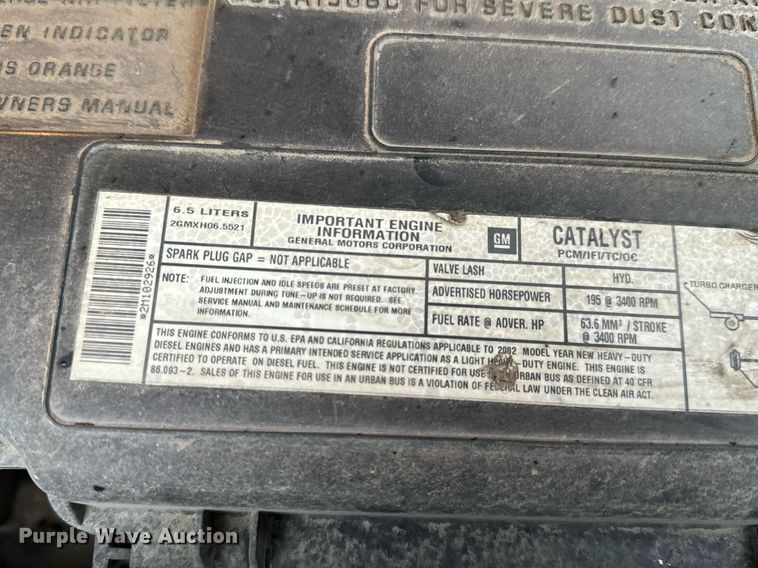 USE A1308C FOR SEVERE DUST CON
EN INDICATOR
IS ORANGE
WNERS MANUAL
*2M102926*
6.5 LITERS
2GMXH06.5521
IMPORTANT ENGINE
INFORMATION
GENERAL MOTORS CORPORATION
GM
CATALYST
PCM/IFI/TC/OC
SPARK PLUG GAP = NOT APPLICABLE
NOTE: FUEL INJECTION AND IDLE SPEEDS ARE PRESET AT FACTORY.
ADJUSTMENT DURING TUNE-UP IS NOT REQUIRED. SEE
SERVICE MANUAL AND MAINTENANCE SCHEDULE FOR MORE
INFORMATION.
VALVE LASH HYD.
ADVERTISED HORSEPOWER 195 @ 3400 RPM
FUEL RATE @ ADVER. HP 63.6 MM³ / STROKE
@ 3400 RPM
TURBO CHARGER
THIS ENGINE CONFORMS TO U.S. EPA AND CALIFORNIA REGULATIONS APPLICABLE TO 2002 MODEL YEAR NEW HEAVY-DUTY
DIESEL ENGINES AND HAS A PRIMARY INTENDED SERVICE APPLICATION AS A LIGHT HEAVY-DUTY ENGINE. THIS ENGINE IS
CERTIFIED TO OPERATE ON DIESEL FUEL. THIS ENGINE IS NOT CERTIFIED FOR USE IN AN URBAN BUS AS DEFINED AT 40 CFR
86.093-2. SALES OF THIS ENGINE FOR USE IN AN URBAN BUS IS A VIOLATION OF FEDERAL LAW UNDER THE CLEAN AIR ACT.
Purple Wave Auction